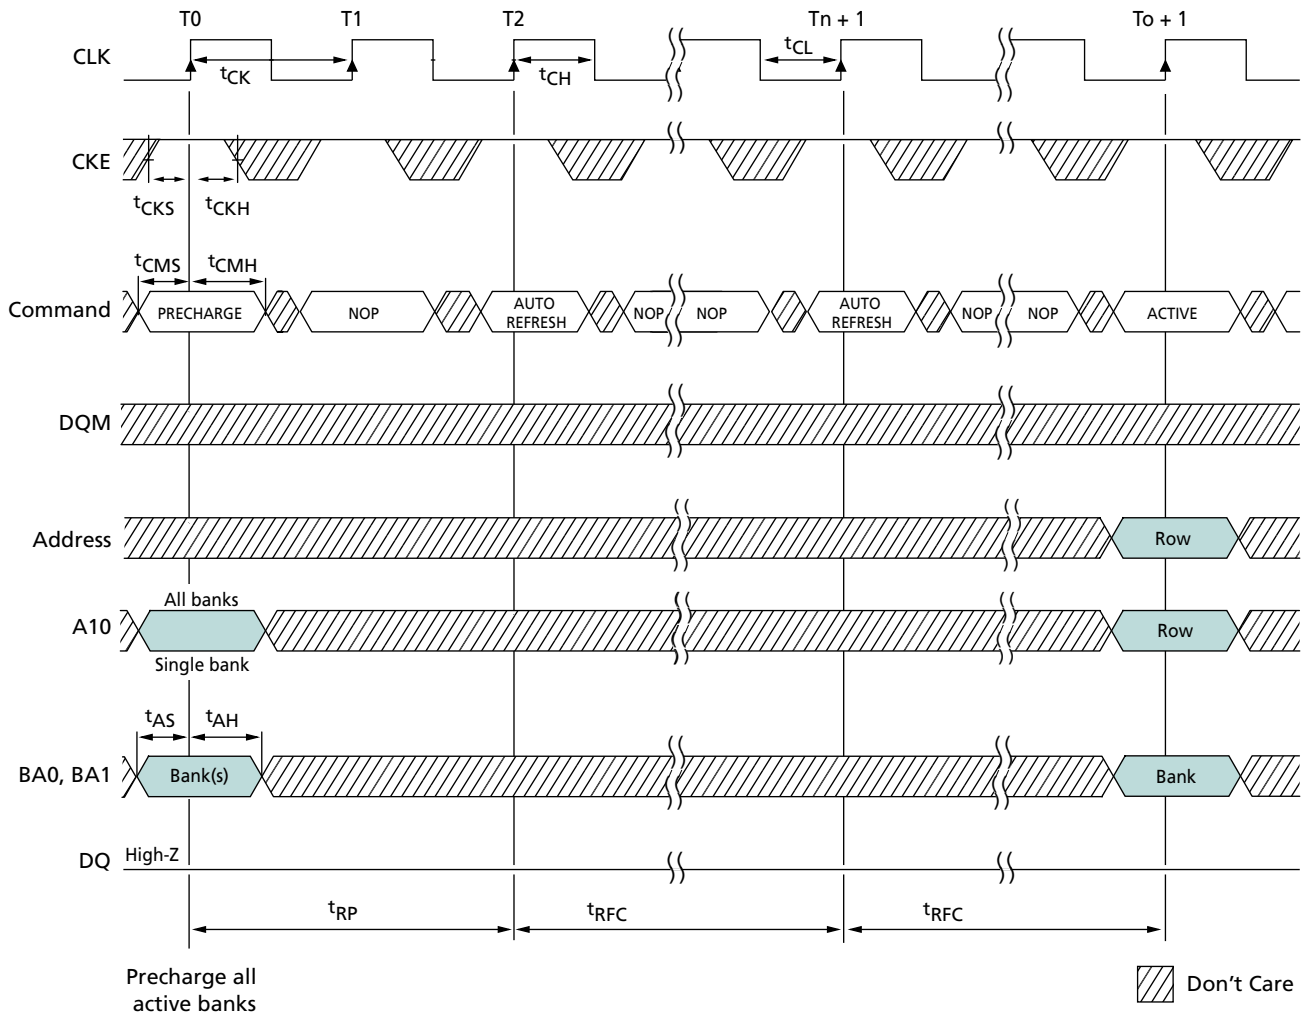 T0 T1 T2 Tn + 1 To + 1
CLK
tCK tCH tCL
CKE
tCKS tCKH
tCMS tCMH
Command PRECHARGE NOP AUTO REFRESH NOP NOP AUTO REFRESH NOP NOP ACTIVE
DQM
Address Row
All banks
A10 Row
Single bank
tAS tAH
BA0, BA1 Bank(s) Bank
DQ High-Z
tRP tRFC tRFC
Precharge all
active banks
Don't Care